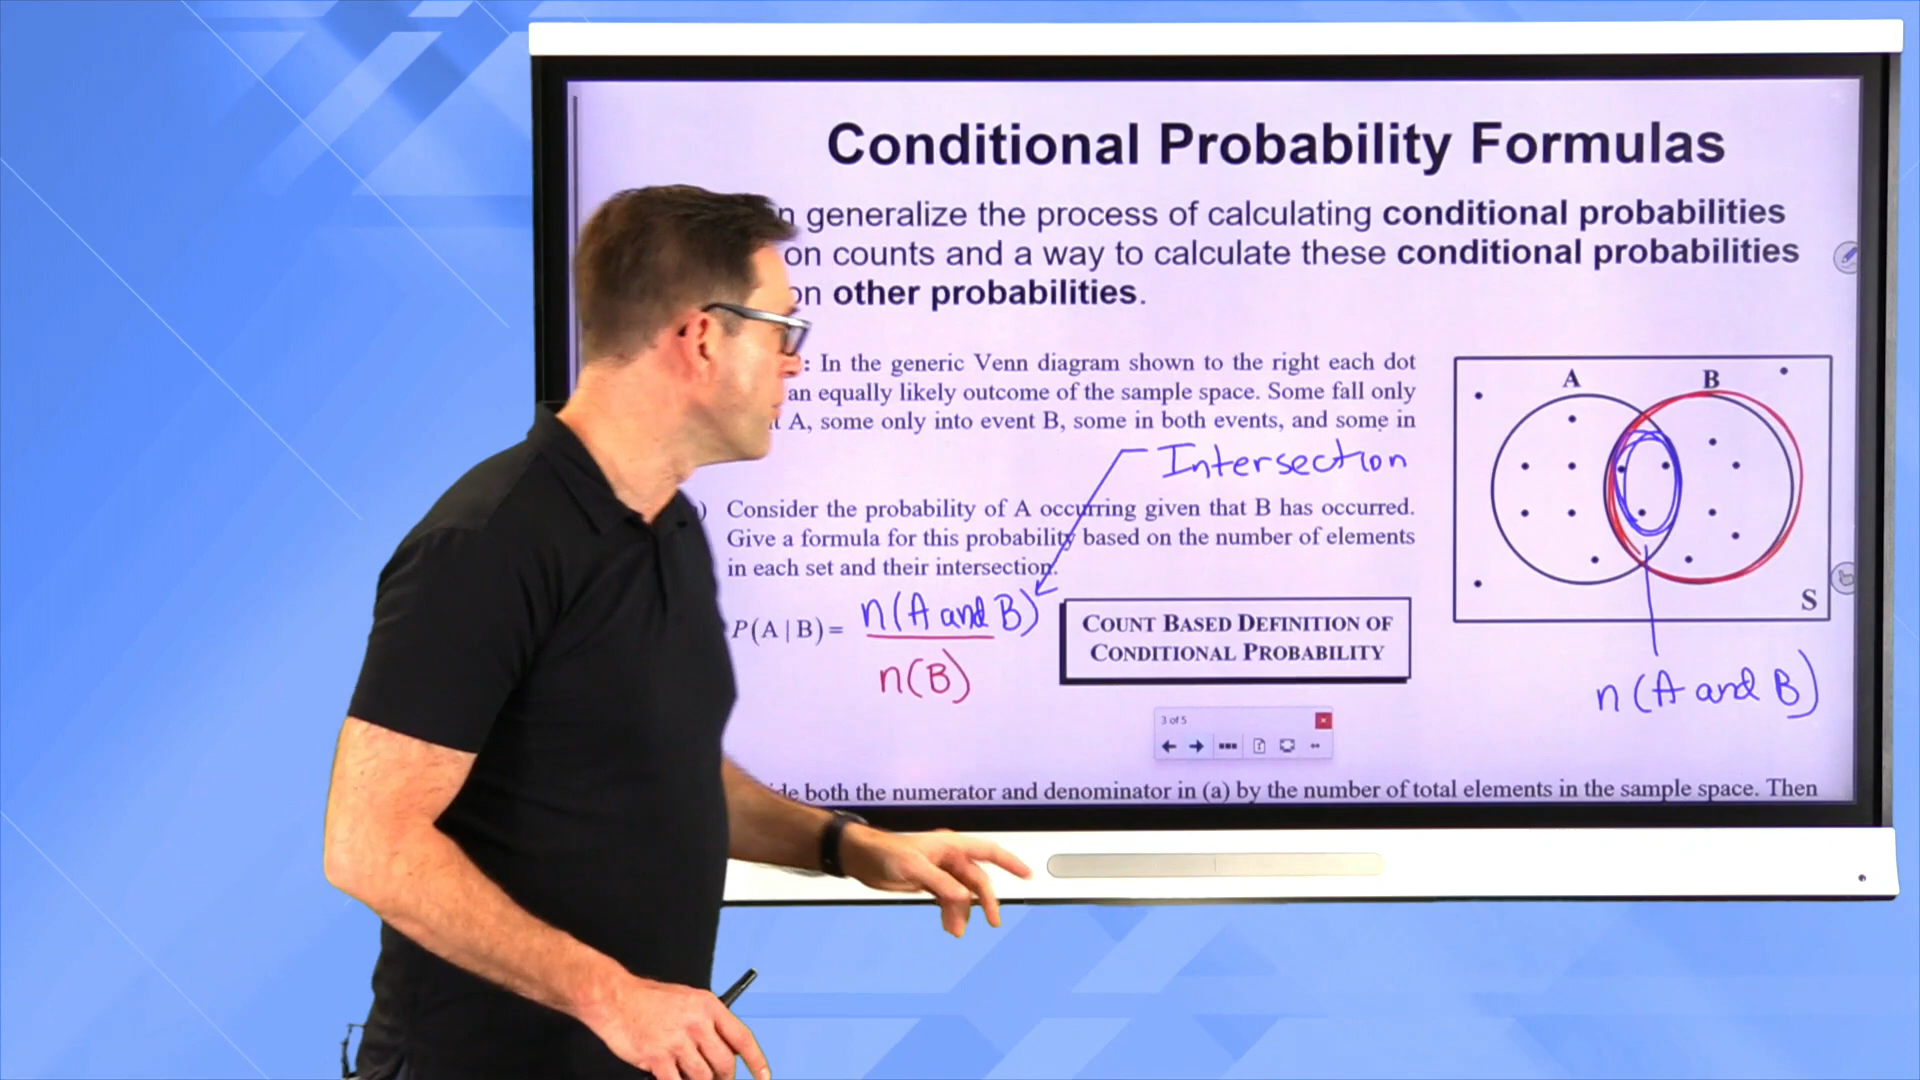 Conditional Probability Formulas
generalize the process of calculating conditional probabilities
on counts and a way to calculate these conditional probabilities
on other probabilities.
: In the generic Venn diagram shown to the right each dot
an equally likely outcome of the sample space. Some fall only
A, some only into event B, some in both events, and some in
Intersection
) Consider the probability of A occurring given that B has occurred.
Give a formula for this probability based on the number of elements
in each set and their intersection.
P(A|B)= n(A and B)
n(B)
COUNT BASED DEFINITION OF
CONDITIONAL PROBABILITY
A B
S
n(A and B)
3 of 5
both the numerator and denominator in (a) by the number of total elements in the sample space. Then